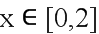 x ∈ [0,2]